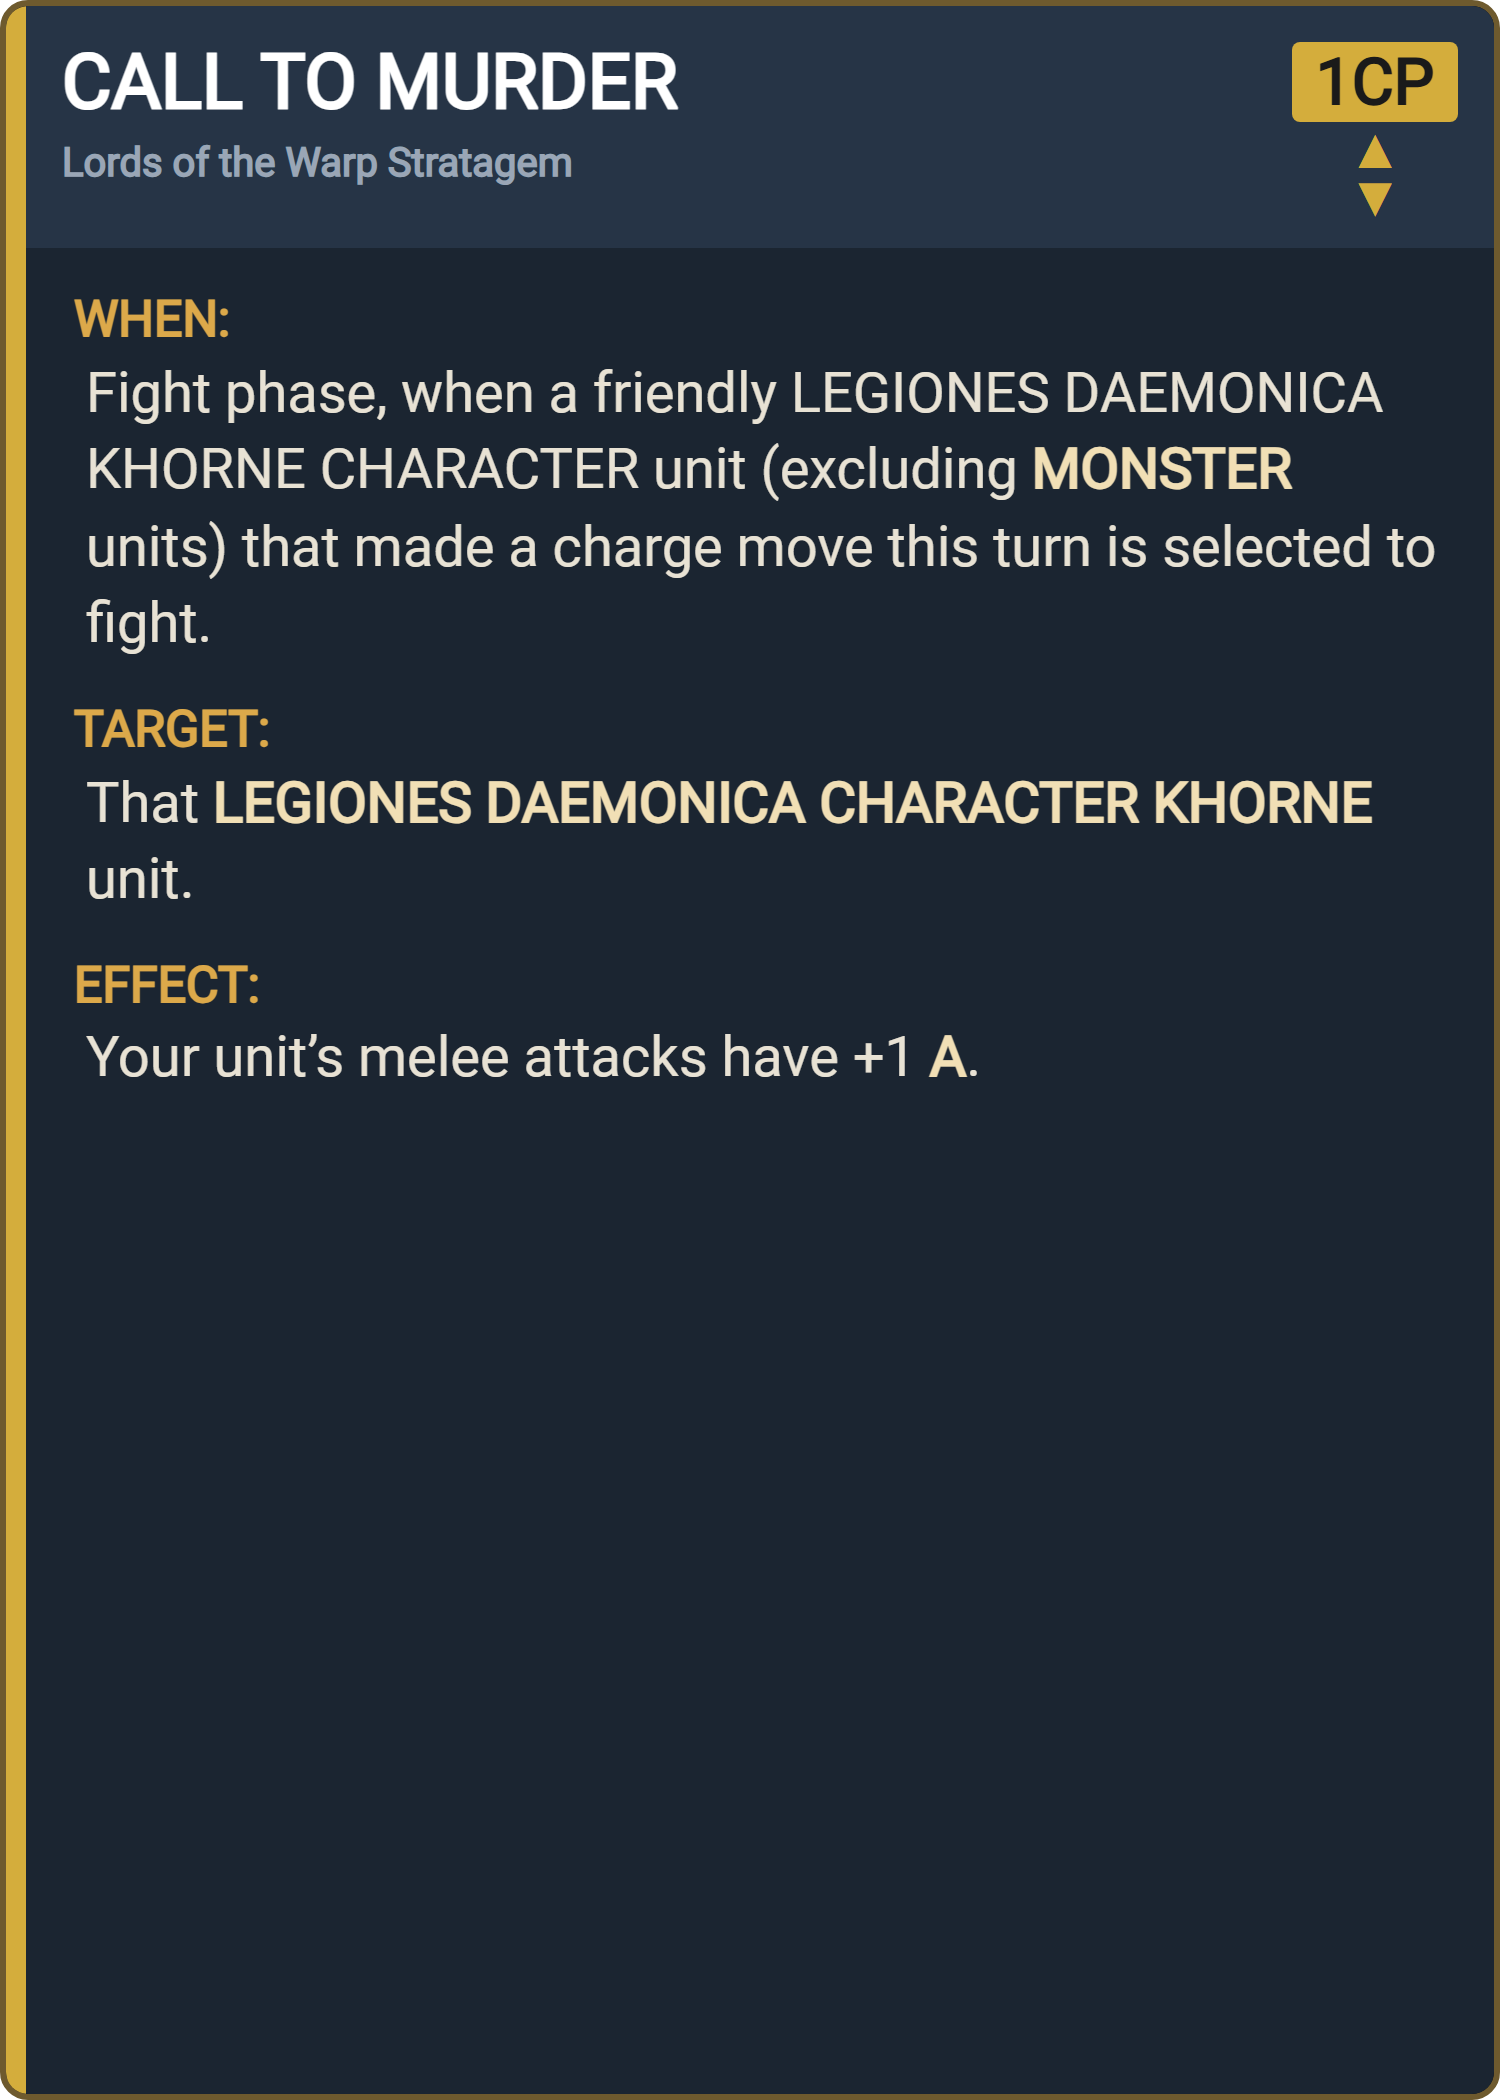 CALL TO MURDER
1CP
Lords of the Warp Stratagem
WHEN:
Fight phase, when a friendly LEGIONES DAEMONICA
KHORNE CHARACTER unit (excluding MONSTER
units) that made a charge move this turn is selected to
fight.
TARGET:
That LEGIONES DAEMONICA CHARACTER KHORNE
unit.
EFFECT:
Your unit’s melee attacks have +1 A.